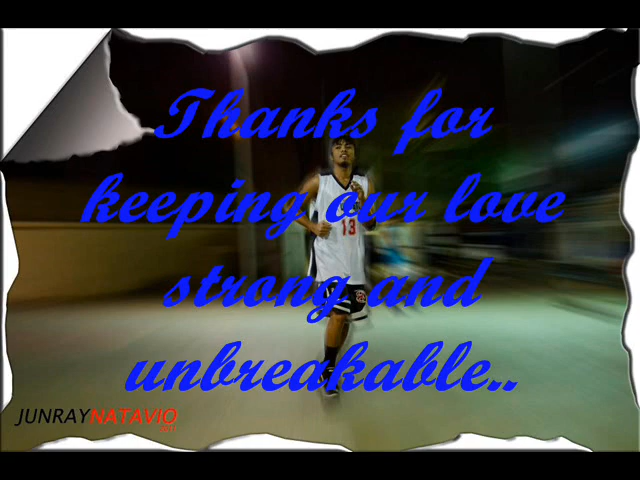 Thanks for
keeping our love
strong and
unbreakable..
13
JUNRAYNATAVIO